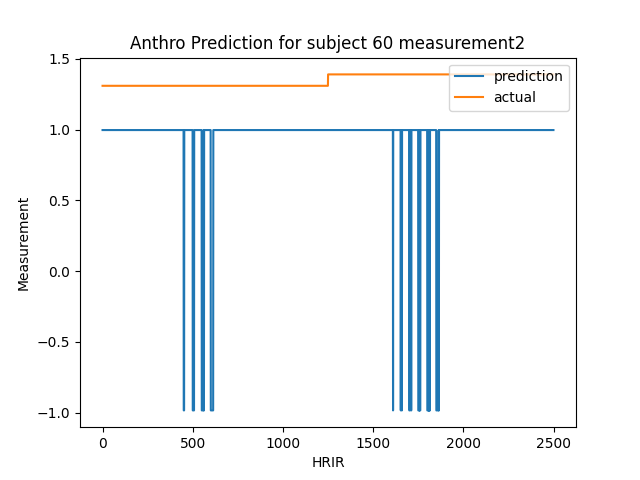 Anthro Prediction for subject 60 measurement2
1.5
1.0
0.5
0.0
−0.5
−1.0
Measurement
prediction
actual
0 500 1000 1500 2000 2500
HRIR